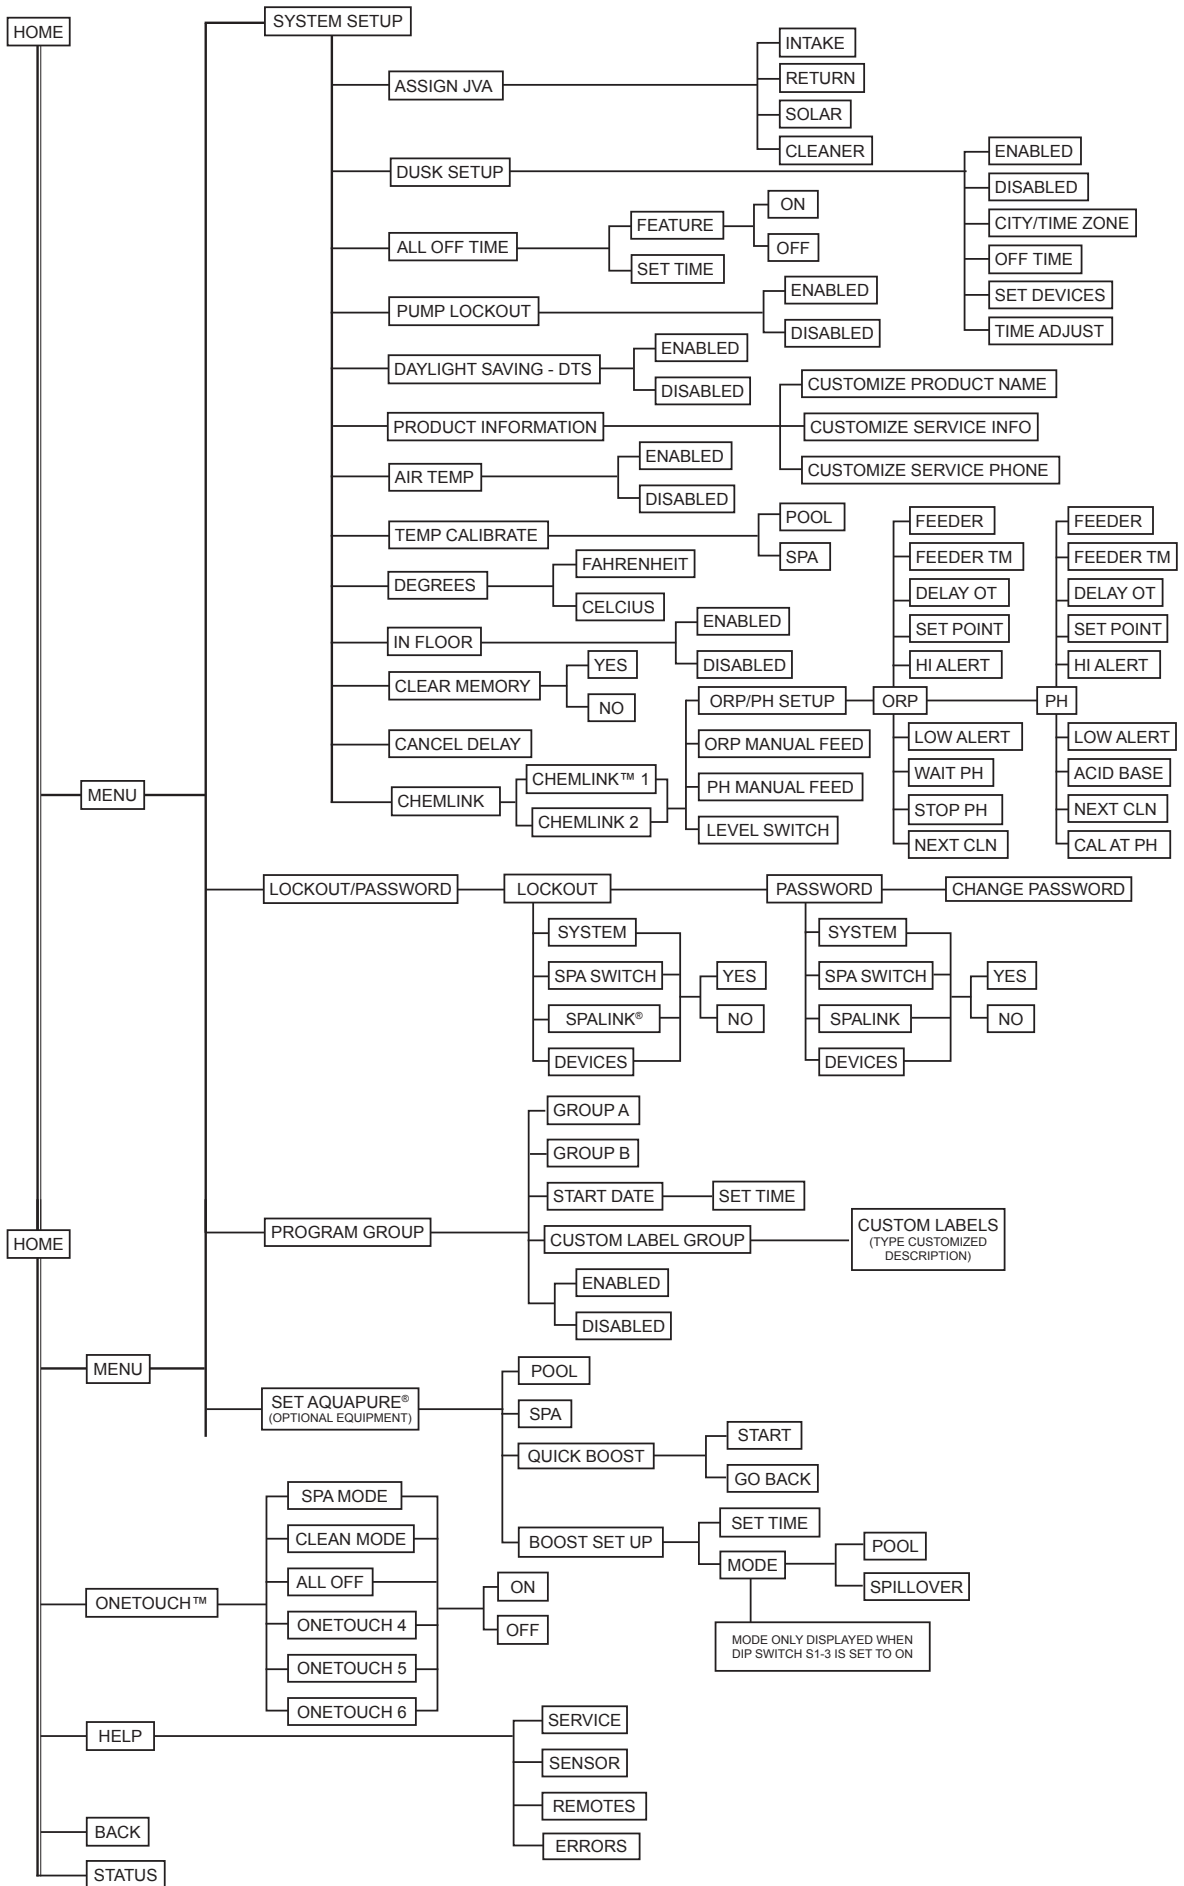 HOME
SYSTEM SETUP
ASSIGN JVA
INTAKE
RETURN
SOLAR
CLEANER
DUSK SETUP
ENABLED
DISABLED
CITY/TIME ZONE
OFF TIME
SET DEVICES
TIME ADJUST
ALL OFF TIME
FEATURE
ON
OFF
SET TIME
PUMP LOCKOUT
ENABLED
DISABLED
DAYLIGHT SAVING - DTS
ENABLED
DISABLED
PRODUCT INFORMATION
CUSTOMIZE PRODUCT NAME
CUSTOMIZE SERVICE INFO
CUSTOMIZE SERVICE PHONE
AIR TEMP
ENABLED
DISABLED
TEMP CALIBRATE
POOL
SPA
DEGREES
FAHRENHEIT
CELCIUS
IN FLOOR
ENABLED
DISABLED
CLEAR MEMORY
YES
NO
CANCEL DELAY
CHEMLINK
CHEMLINK™ 1
CHEMLINK 2
ORP/PH SETUP
ORP MANUAL FEED
PH MANUAL FEED
LEVEL SWITCH
ORP
FEEDER
FEEDER TM
DELAY OT
SET POINT
HI ALERT
LOW ALERT
WAIT PH
STOP PH
NEXT CLN
PH
FEEDER
FEEDER TM
DELAY OT
SET POINT
HI ALERT
LOW ALERT
ACID BASE
NEXT CLN
CAL AT PH
MENU
LOCKOUT/PASSWORD
LOCKOUT
SYSTEM
SPA SWITCH
SPALINK®
DEVICES
YES
NO
PASSWORD
SYSTEM
SPA SWITCH
SPALINK
DEVICES
YES
NO
CHANGE PASSWORD
PROGRAM GROUP
GROUP A
GROUP B
START DATE
SET TIME
CUSTOM LABEL GROUP
CUSTOM LABELS
(TYPE CUSTOMIZED
DESCRIPTION)
ENABLED
DISABLED
HOME
MENU
SET AQUAPURE®
(OPTIONAL EQUIPMENT)
POOL
SPA
QUICK BOOST
START
GO BACK
BOOST SET UP
SET TIME
MODE
POOL
SPILLOVER
MODE ONLY DISPLAYED WHEN
DIP SWITCH S1-3 IS SET TO ON
ONETOUCH™
SPA MODE
CLEAN MODE
ALL OFF
ONETOUCH 4
ONETOUCH 5
ONETOUCH 6
ON
OFF
HELP
SERVICE
SENSOR
REMOTES
ERRORS
BACK
STATUS